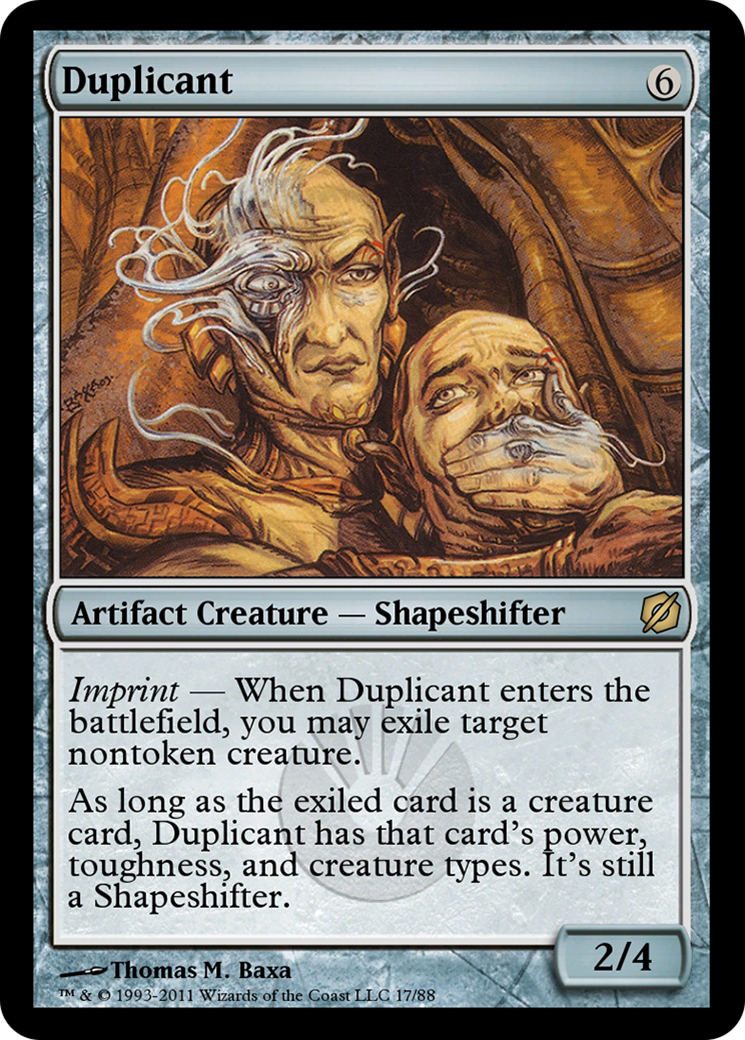 Duplicant 6
Artifact Creature — Shapeshifter
Imprint — When Duplicant enters the
battlefield, you may exile target
nontoken creature.
As long as the exiled card is a creature
card, Duplicant has that card's power,
toughness, and creature types. It's still
a Shapeshifter.
2/4
Thomas M. Baxa
™ & © 1993-2011 Wizards of the Coast LLC 17/88